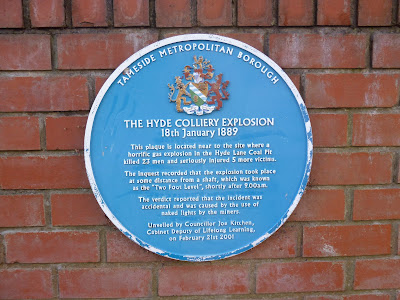 TAMESIDE METROPOLITAN BOROUGH
THE HYDE COLLIERY EXPLOSION
18th January 1889
This plaque is located near to the site where a
horrific gas explosion in the Hyde Lane Coal Pit
killed 23 men and seriously injured 5 more victims.
The inquest recorded that the explosion took place
at some distance from a shaft, which was known
as the "Two Foot Level", shortly after 9.00a.m.
The verdict reported that the incident was
accidental and was caused by the use of
naked lights by the miners.
Unveiled by Councillor Joe Kitchen,
Cabinet Deputy of Lifelong Learning,
on February 21st 2001